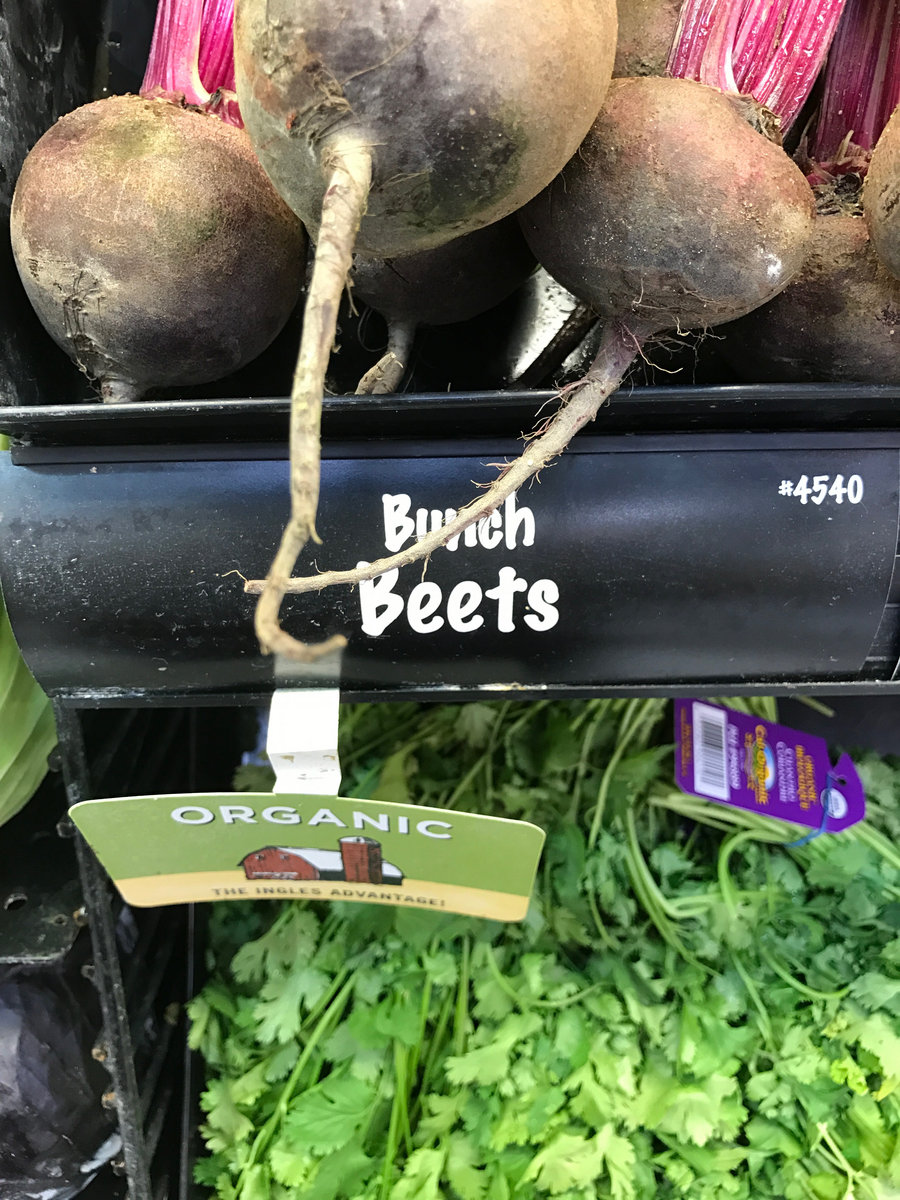 #4540
Bunch
Beets
ORGANIC
THE INGLES ADVANTAGE!